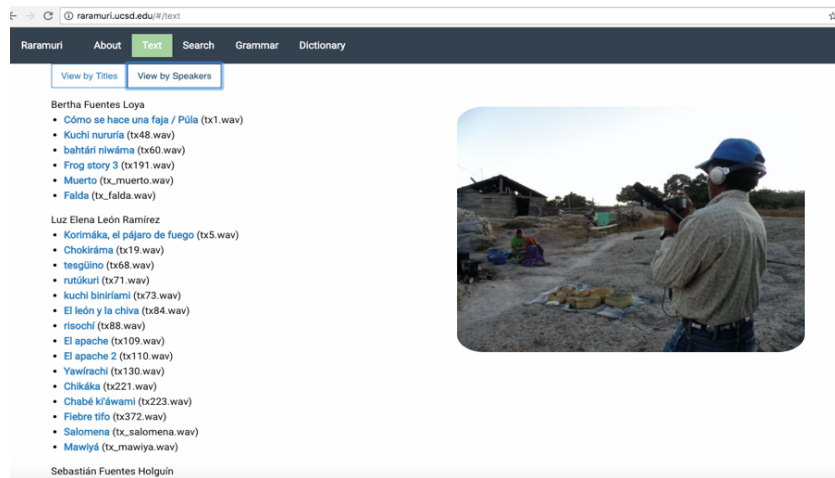 raramuri.ucsd.edu/#/text
Raramuri About Text Search Grammar Dictionary
View by Titles View by Speakers
Bertha Fuentes Loya
• Cómo se hace una faja / Púla (tx1.wav)
• Kuchi nururía (tx48.wav)
• bahtári niwáma (tx60.wav)
• Frog story 3 (tx191.wav)
• Muerto (tx_muerto.wav)
• Falda (tx_falda.wav)
Luz Elena León Ramírez
• Korimáka, el pájaro de fuego (tx5.wav)
• Chokiráma (tx19.wav)
• tesgüino (tx68.wav)
• rutúkuri (tx71.wav)
• kuchi biniríami (tx73.wav)
• El león y la chiva (tx84.wav)
• risochí (tx88.wav)
• El apache (tx109.wav)
• El apache 2 (tx110.wav)
• Yawírachi (tx130.wav)
• Chikáka (tx221.wav)
• Chabé ki'áwami (tx223.wav)
• Fiebre tifo (tx372.wav)
• Salomena (tx_salomena.wav)
• Mawiyá (tx_mawiya.wav)
Sebastián Fuentes Holguín